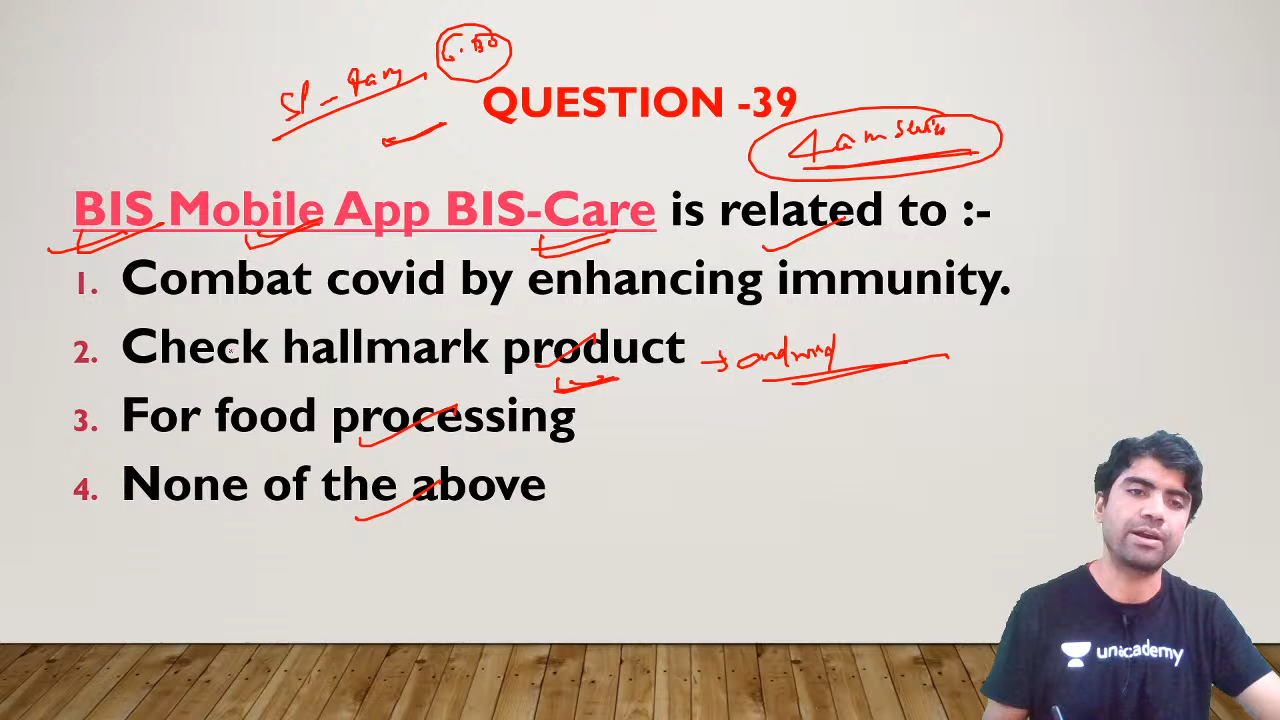 QUESTION -39
BIS Mobile App BIS-Care is related to :-
1. Combat covid by enhancing immunity.
2. Check hallmark product
3. For food processing
4. None of the above
unacademy